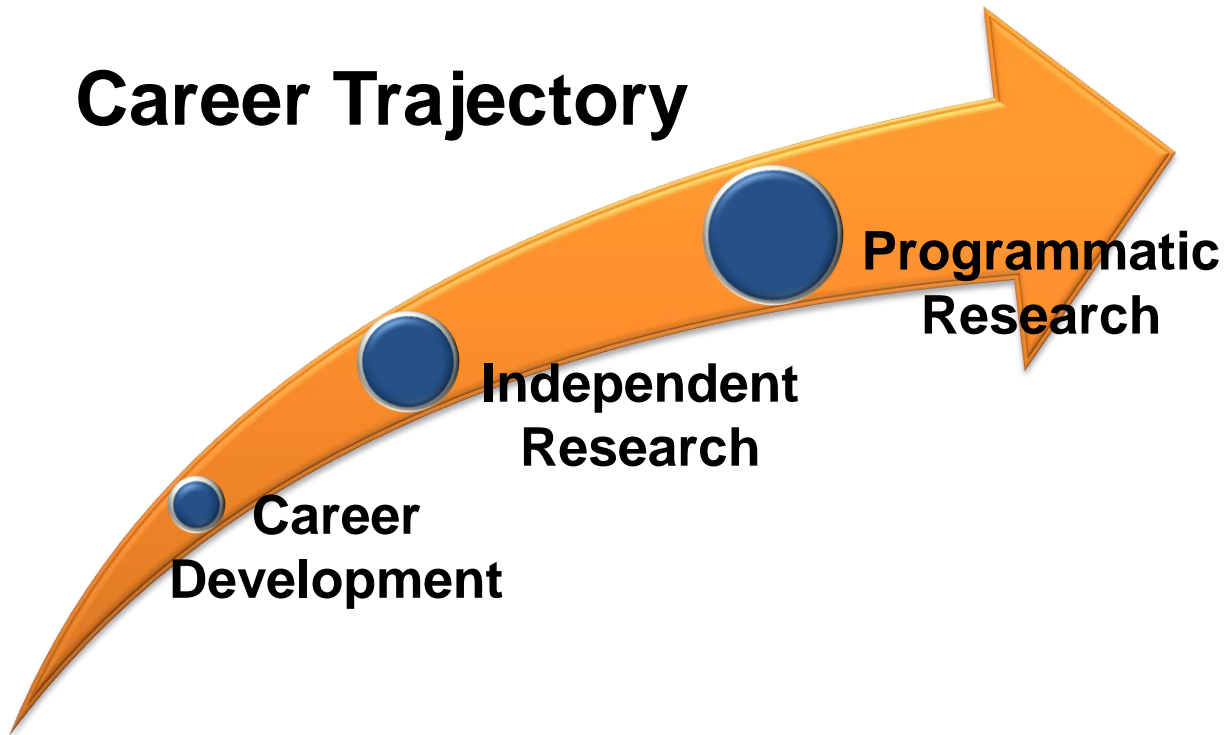 Career Trajectory
Programmatic
Research
Independent
Research
Career
Development